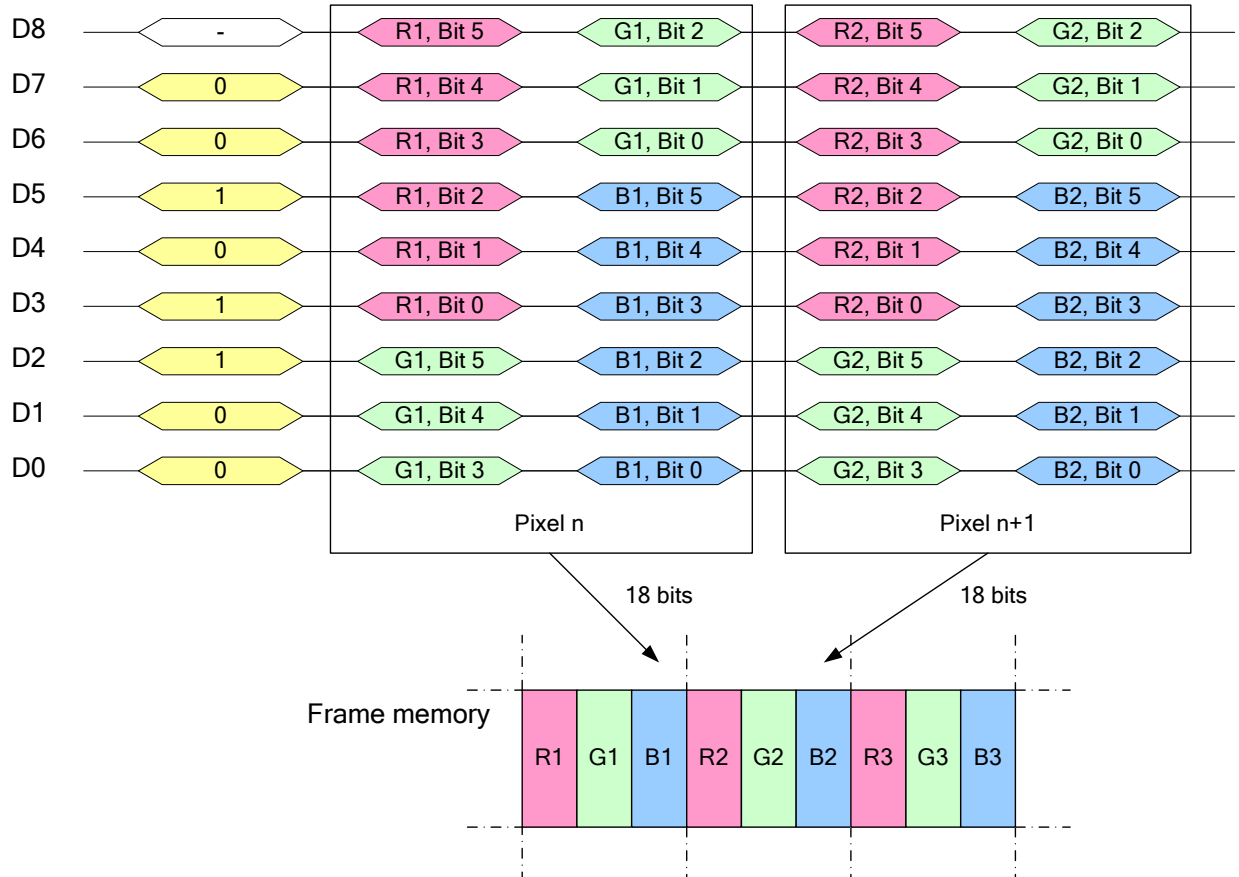 D8 - R1, Bit 5 G1, Bit 2 R2, Bit 5 G2, Bit 2
D7 0 R1, Bit 4 G1, Bit 1 R2, Bit 4 G2, Bit 1
D6 0 R1, Bit 3 G1, Bit 0 R2, Bit 3 G2, Bit 0
D5 1 R1, Bit 2 B1, Bit 5 R2, Bit 2 B2, Bit 5
D4 0 R1, Bit 1 B1, Bit 4 R2, Bit 1 B2, Bit 4
D3 1 R1, Bit 0 B1, Bit 3 R2, Bit 0 B2, Bit 3
D2 1 G1, Bit 5 B1, Bit 2 G2, Bit 5 B2, Bit 2
D1 0 G1, Bit 4 B1, Bit 1 G2, Bit 4 B2, Bit 1
D0 0 G1, Bit 3 B1, Bit 0 G2, Bit 3 B2, Bit 0
Pixel n Pixel n+1
18 bits 18 bits
Frame memory
R1 G1 B1 R2 G2 B2 R3 G3 B3